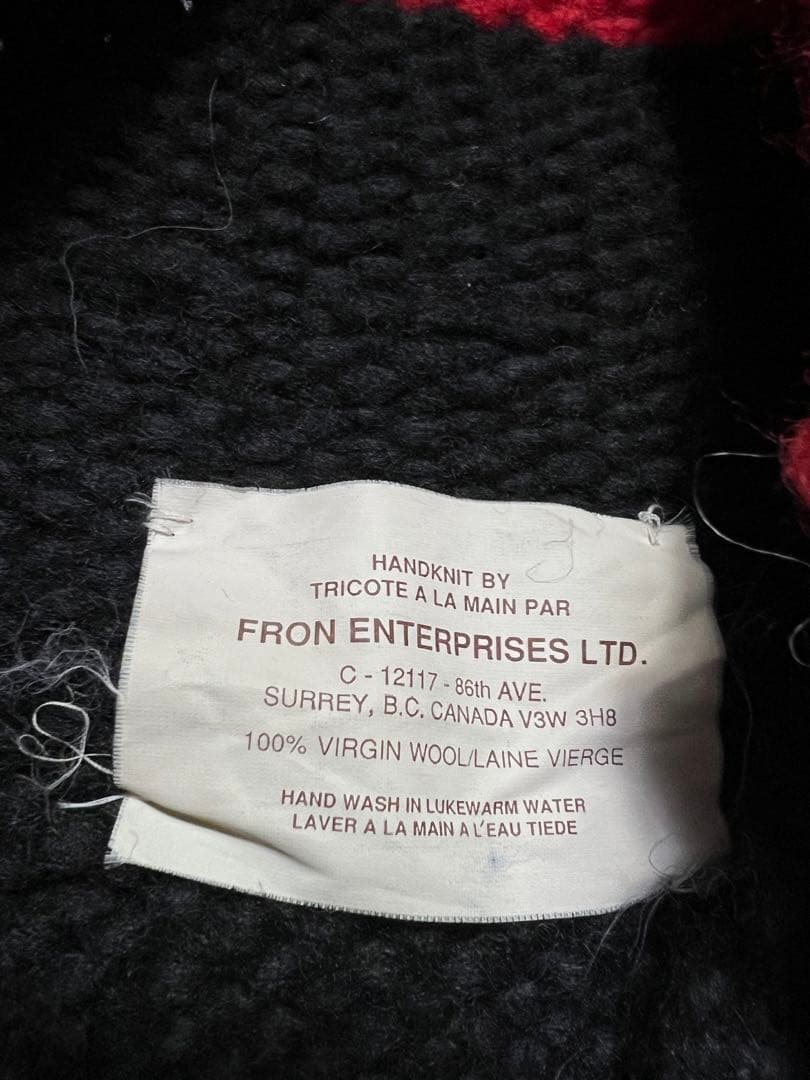 HANDKNIT BY
TRICOTE A LA MAIN PAR
FRON ENTERPRISES LTD.
C - 12117 - 86th AVE.
SURREY, B.C. CANADA V3W 3H8
100% VIRGIN WOOL/LAINE VIERGE
HAND WASH IN LUKEWARM WATER
LAVER A LA MAIN A L'EAU TIEDE